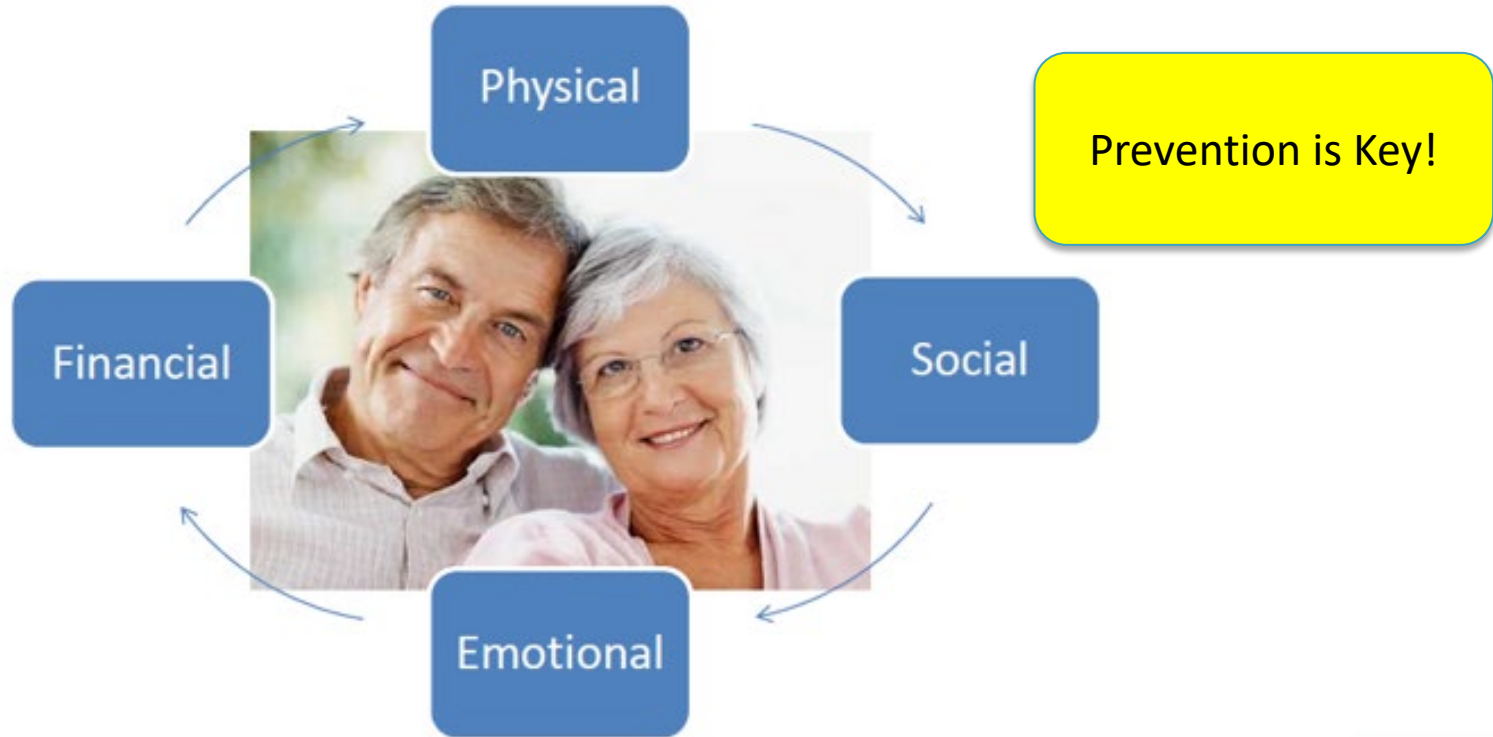 Physical
Prevention is Key!
Financial
Social
Emotional